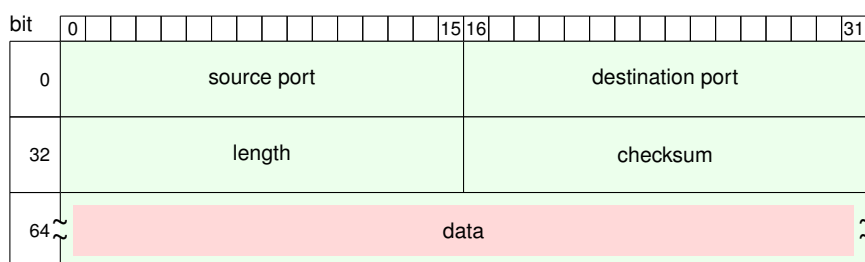 bit 0 15 16 31
0 source port destination port
32 length checksum
64 data